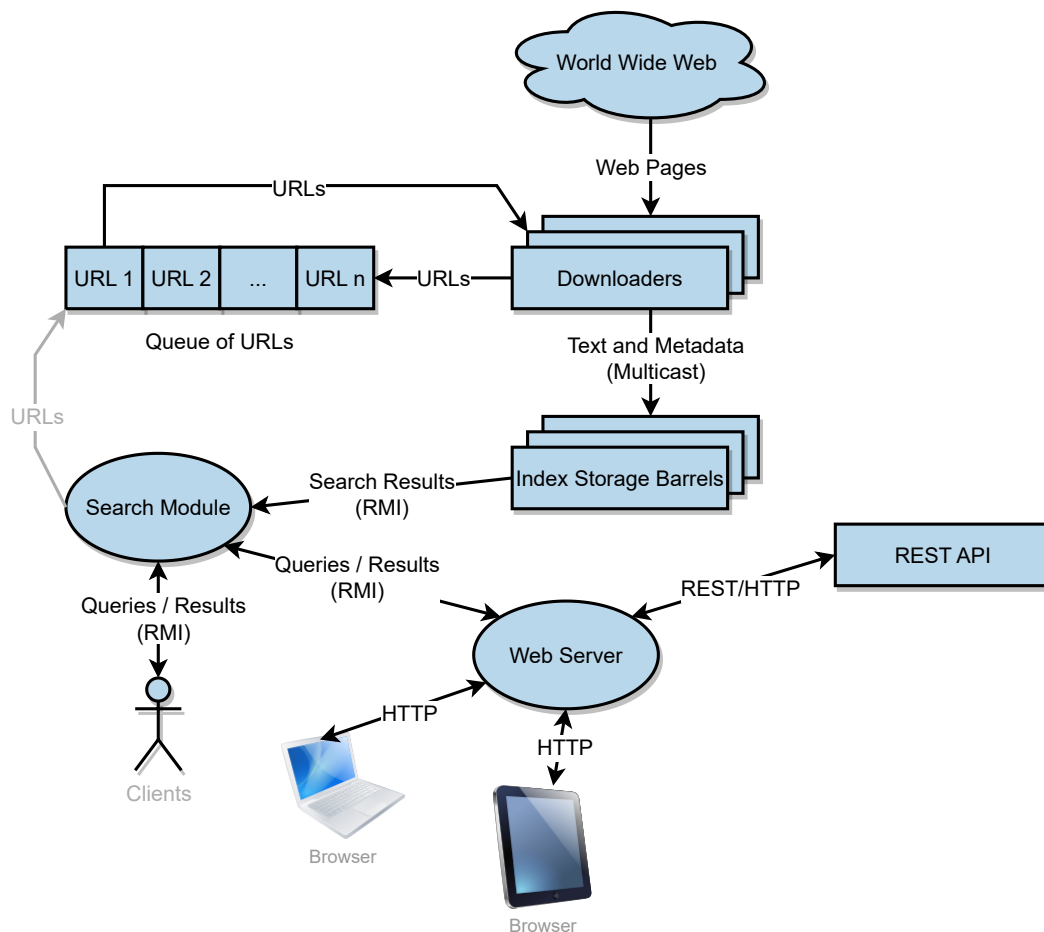 World Wide Web
Web Pages
URLs
URL 1
URL 2
...
URL n
URLs
Downloaders
Queue of URLs
Text and Metadata
(Multicast)
URLs
Search Module
Search Results
(RMI)
Index Storage Barrels
Queries / Results
(RMI)
REST API
REST/HTTP
Queries / Results
(RMI)
Web Server
HTTP
HTTP
Clients
Browser
Browser